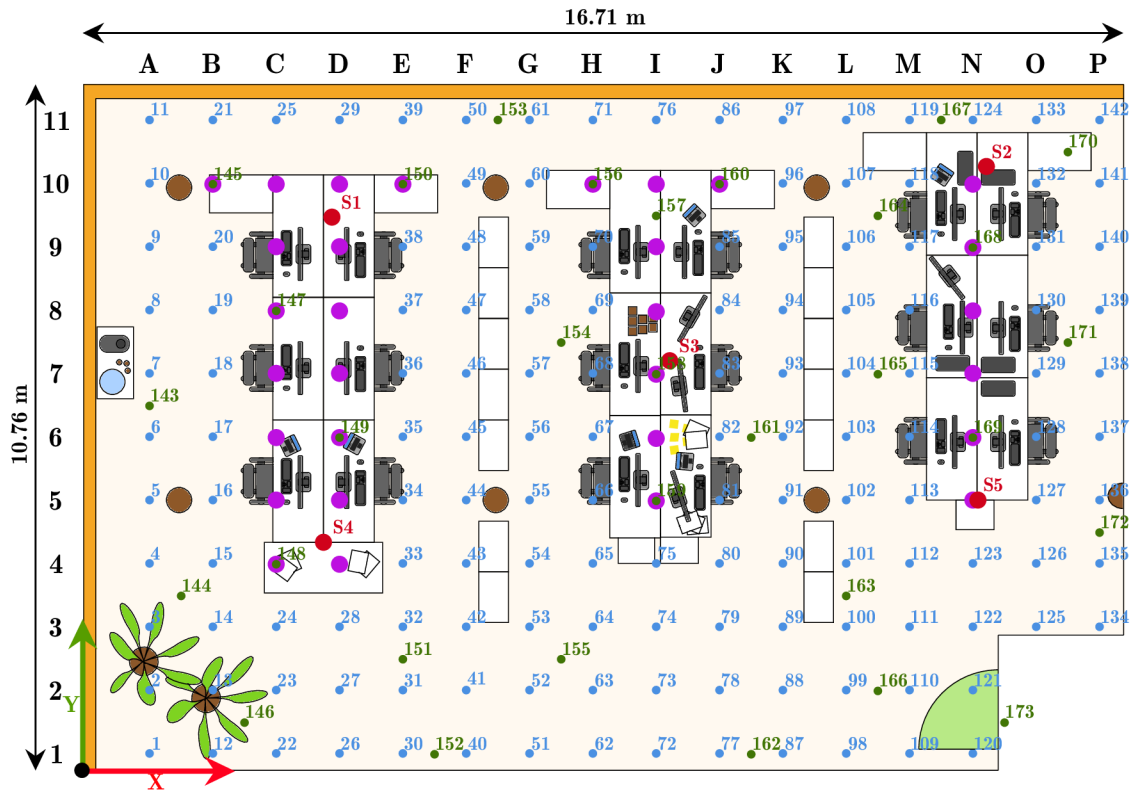 16.71 m
A B C D E F G H I J K L M N O P
11 11 21 25 29 39 50 153 61 71 76 86 97 108 119 167 124 133 142
170
S2
10 10 145 150 49 156 160 96 107 118 132 141
S1 157 164
9 9 20 38 48 59 70 85 95 106 117 168 131 140
8 8 19 147 37 47 58 69 84 94 105 116 130 139
154 S3 171
7 7 18 36 46 57 68 158 83 93 104 165 115 129 138
143
10.76 m
6 6 17 149 35 45 56 67 82 161 92 103 114 169 128 137
5 5 16 34 44 55 66 159 81 91 102 113 S5 127 136
S4 172
4 4 15 148 33 43 54 65 75 80 90 101 112 123 126 135
144 163
3 3 14 24 28 32 42 53 64 74 79 89 100 111 122 125 134
151 155
2 2 13 23 27 31 41 52 63 73 78 88 99 166 110 121
Y
146 173
1 1 12 22 26 30 152 40 51 62 72 77 162 87 98 109 120
X